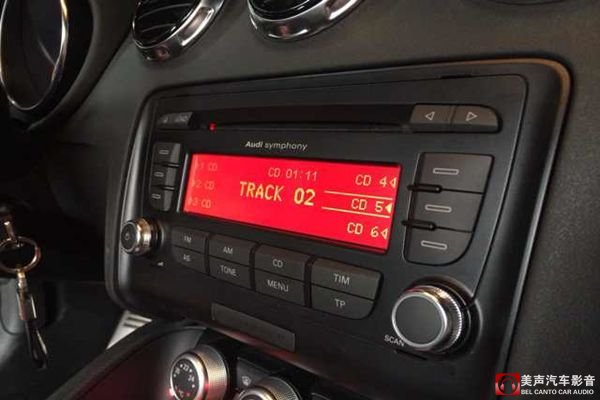 Audi symphony
1 CD
CD 01:11
CD 4
2 CD
TRACK 02
CD 5
3 CD
CD 6
FM
AM
CD
TIM
AS
TONE
MENU
TP
SCAN
24
美声汽车影音
BEL CANTO CAR AUDIO